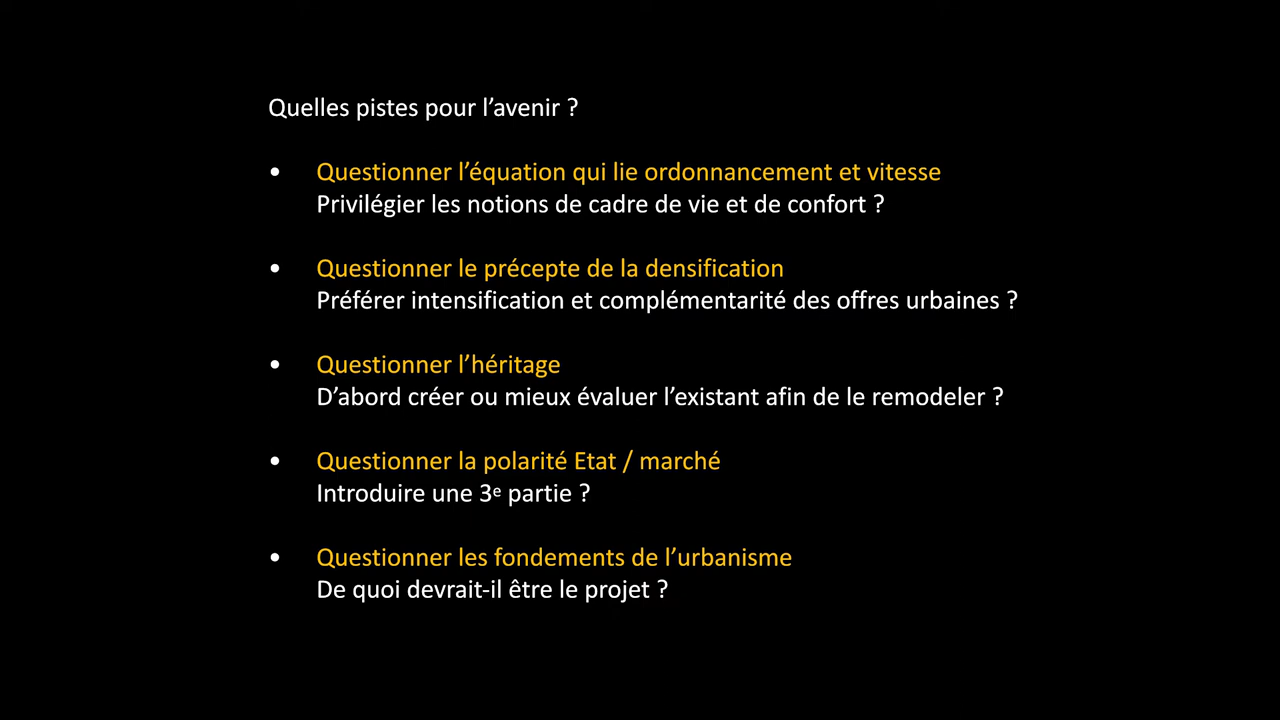 Quelles pistes pour l’avenir ?
• Questionner l’équation qui lie ordonnancement et vitesse
Privilégier les notions de cadre de vie et de confort ?
• Questionner le précepte de la densification
Préférer intensification et complémentarité des offres urbaines ?
• Questionner l’héritage
D’abord créer ou mieux évaluer l’existant afin de le remodeler ?
• Questionner la polarité Etat / marché
Introduire une 3e partie ?
• Questionner les fondements de l’urbanisme
De quoi devrait-il être le projet ?